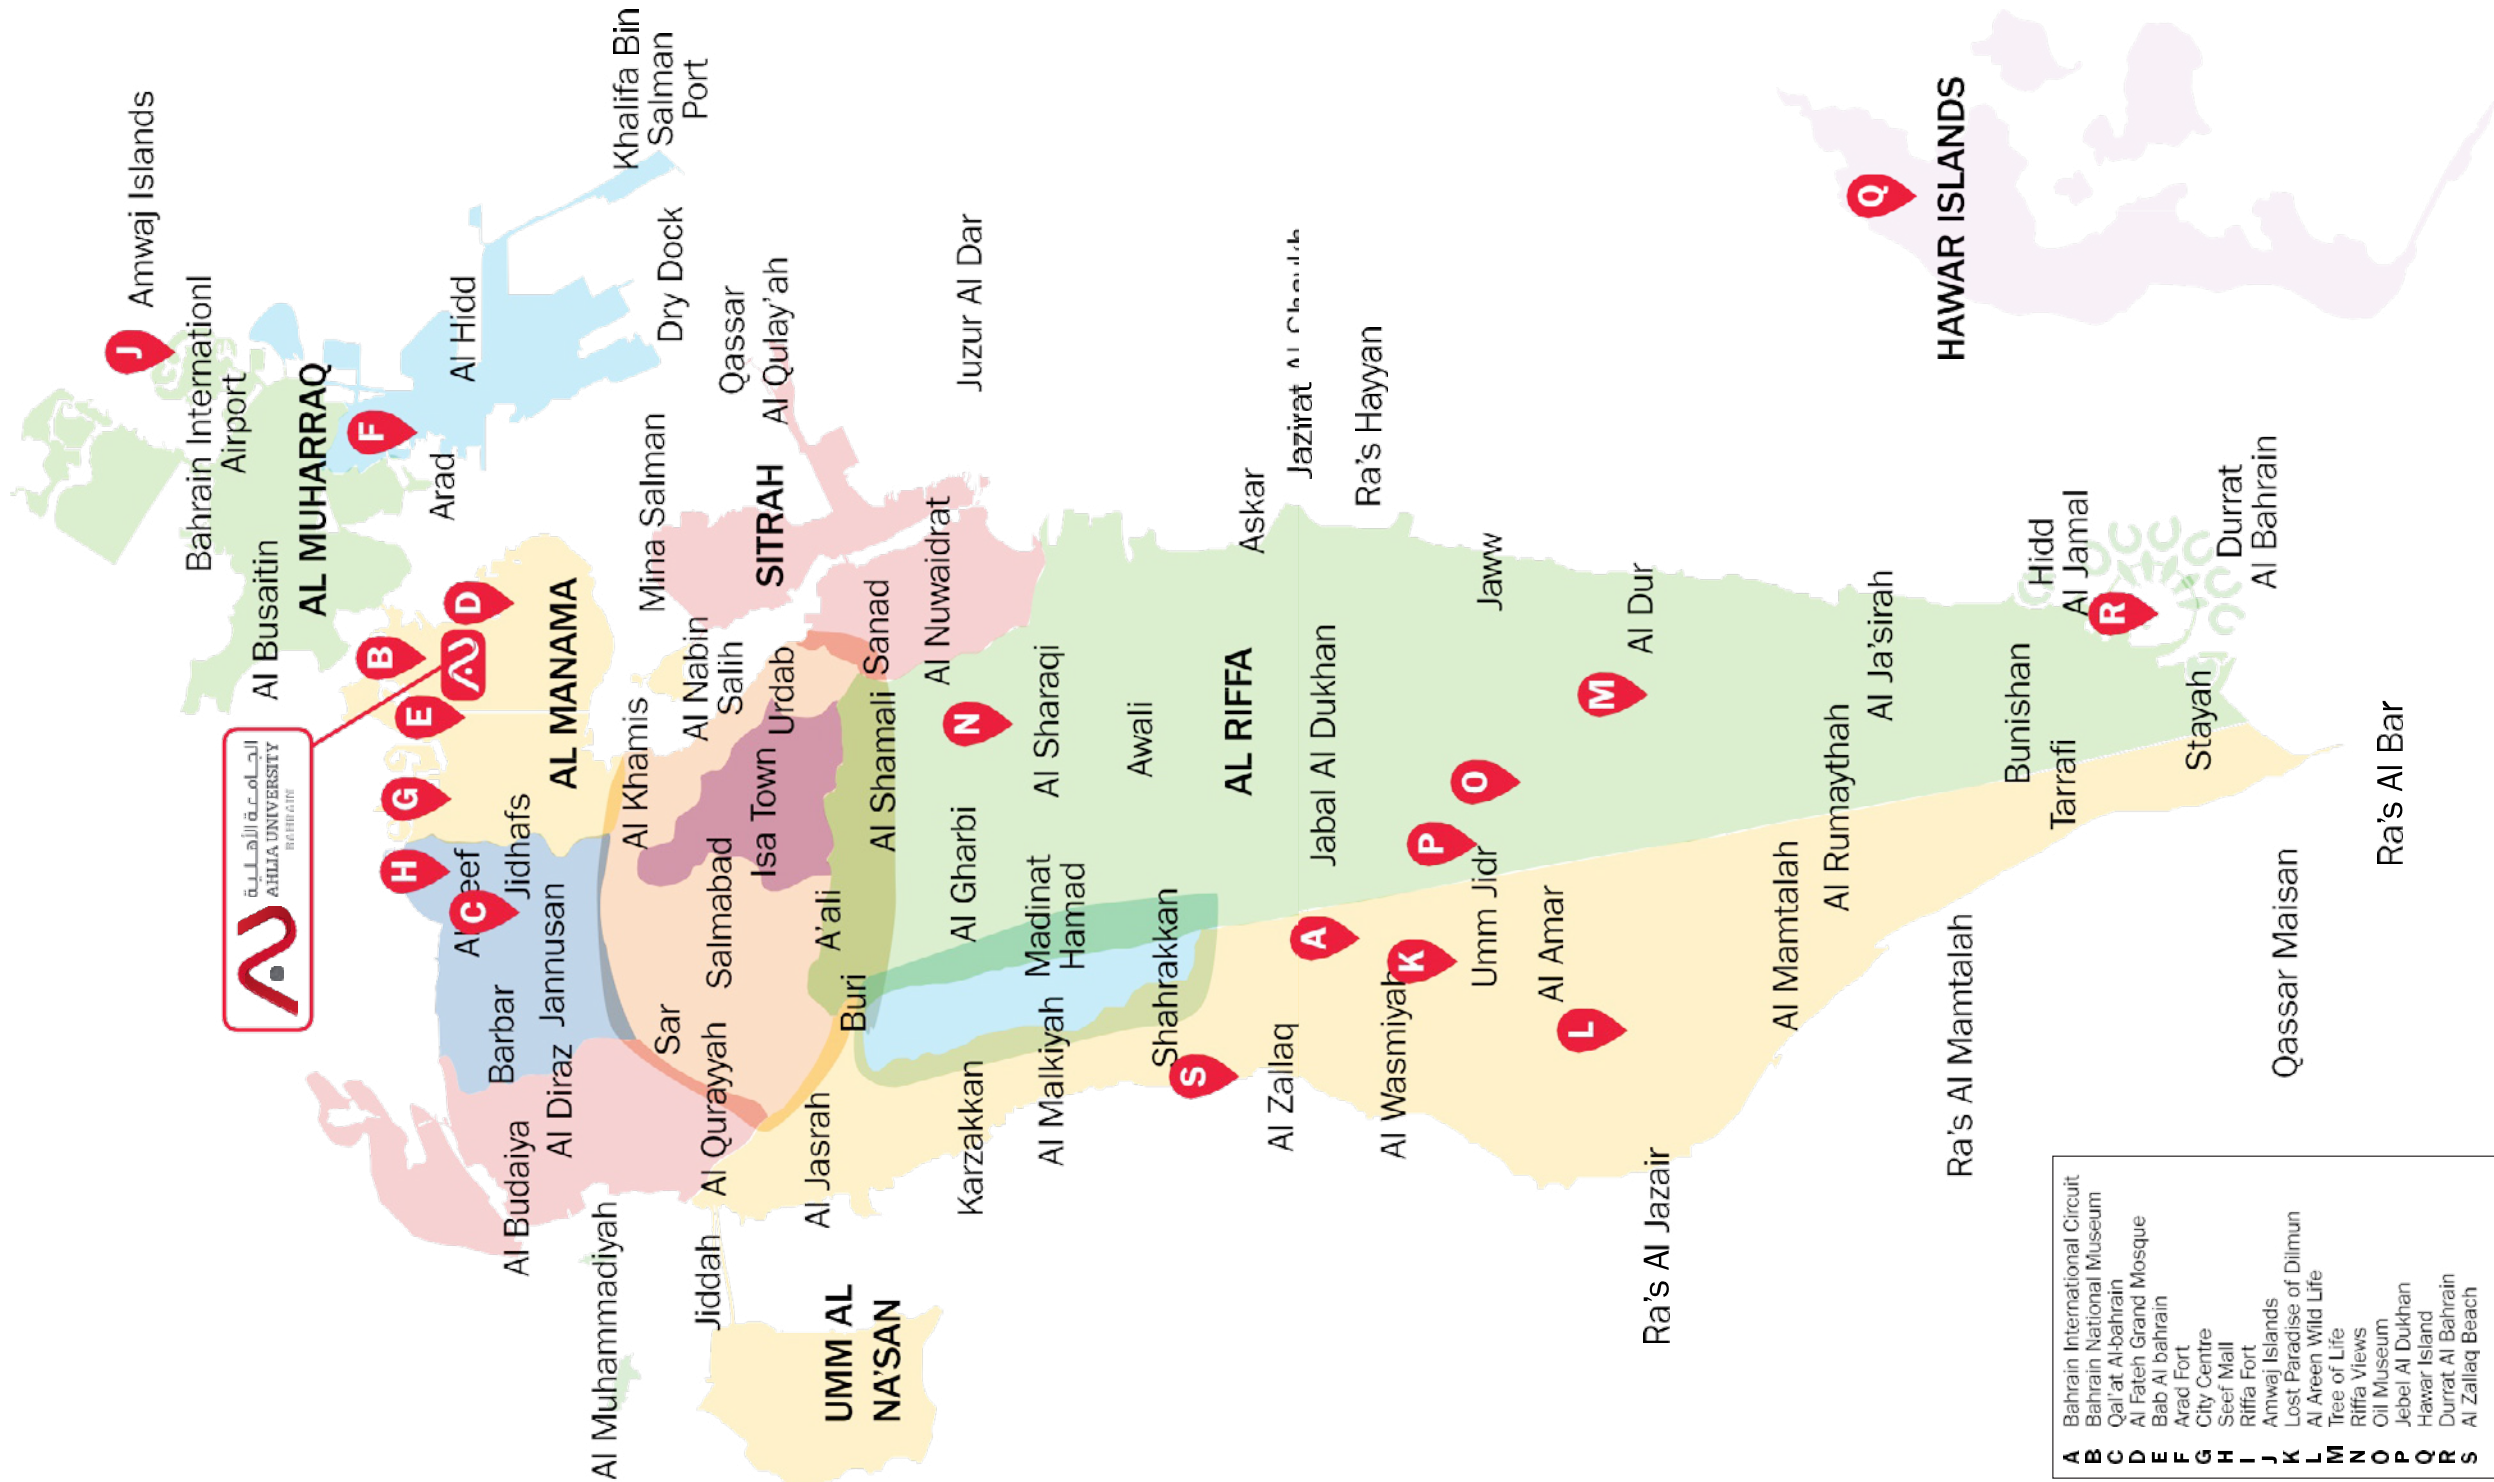 J
Amwaj Islands
Bahrain Internationl
Airport
Al Busaitin
AL MUHARRAQ
الجامعة الأهلية
AHLIA UNIVERSITY
BAHRAIN
F
B
H
G
E
Arad
Al Hidd
D
C
Barbar
Jidhafs
Al Budaiya
Al Diraz
Jannusan
AL MANAMA
Al Muhammadiyah
Khalifa Bin
Salman
Port
Al Khamis
Mina Salman
Sar
Dry Dock
Al Nabin
Salih
Jiddah
Al Qurayyah
Salmabad
Qassar
Al Qulay'ah
Isa Town
Urdab
SITRAH
Al Jasrah
A'ali
UMM AL
NA'SAN
Buri
Al Shamali
Sanad
Al Nuwaidrat
Karzakkan
Al Gharbi
N
Juzur Al Dar
Al Malkiyah
Madinat
Hamad
Al Sharaqi
Awali
Shahrakkan
S
AL RIFFA
Askar
Al Zallaq
Jazirat
A
Jabal Al Dukhan
Ra's Hayyan
Al Wasmiyah
K
P
O
Umm Jidr
Jaww
Al Amar
L
M
Al Dur
Ra's Al Jazair
Al Mamtalah
Al Rumaythah
Al Ja'sirah
Q
HAWAR ISLANDS
Ra's Al Mamtalah
Bunishan
Tarrafi
Hidd
Al Jamal
R
Stayah
Durrat
Al Bahrain
Qassar Maisan
Ra's Al Bar
A Bahrain International Circuit
B Bahrain National Museum
C Qal'at Al-bahrain
D Al Fateh Grand Mosque
E Bab Al bahrain
F Arad Fort
G City Centre
H Seef Mall
I Riffa Fort
J Amwaj Islands
K Lost Paradise of Dilmun
L Al Areen Wild Life
M Tree of Life
N Riffa Views
O Oil Museum
P Jebel Al Dukhan
Q Hawar Island
R Durrat Al Bahrain
S Al Zallaq Beach